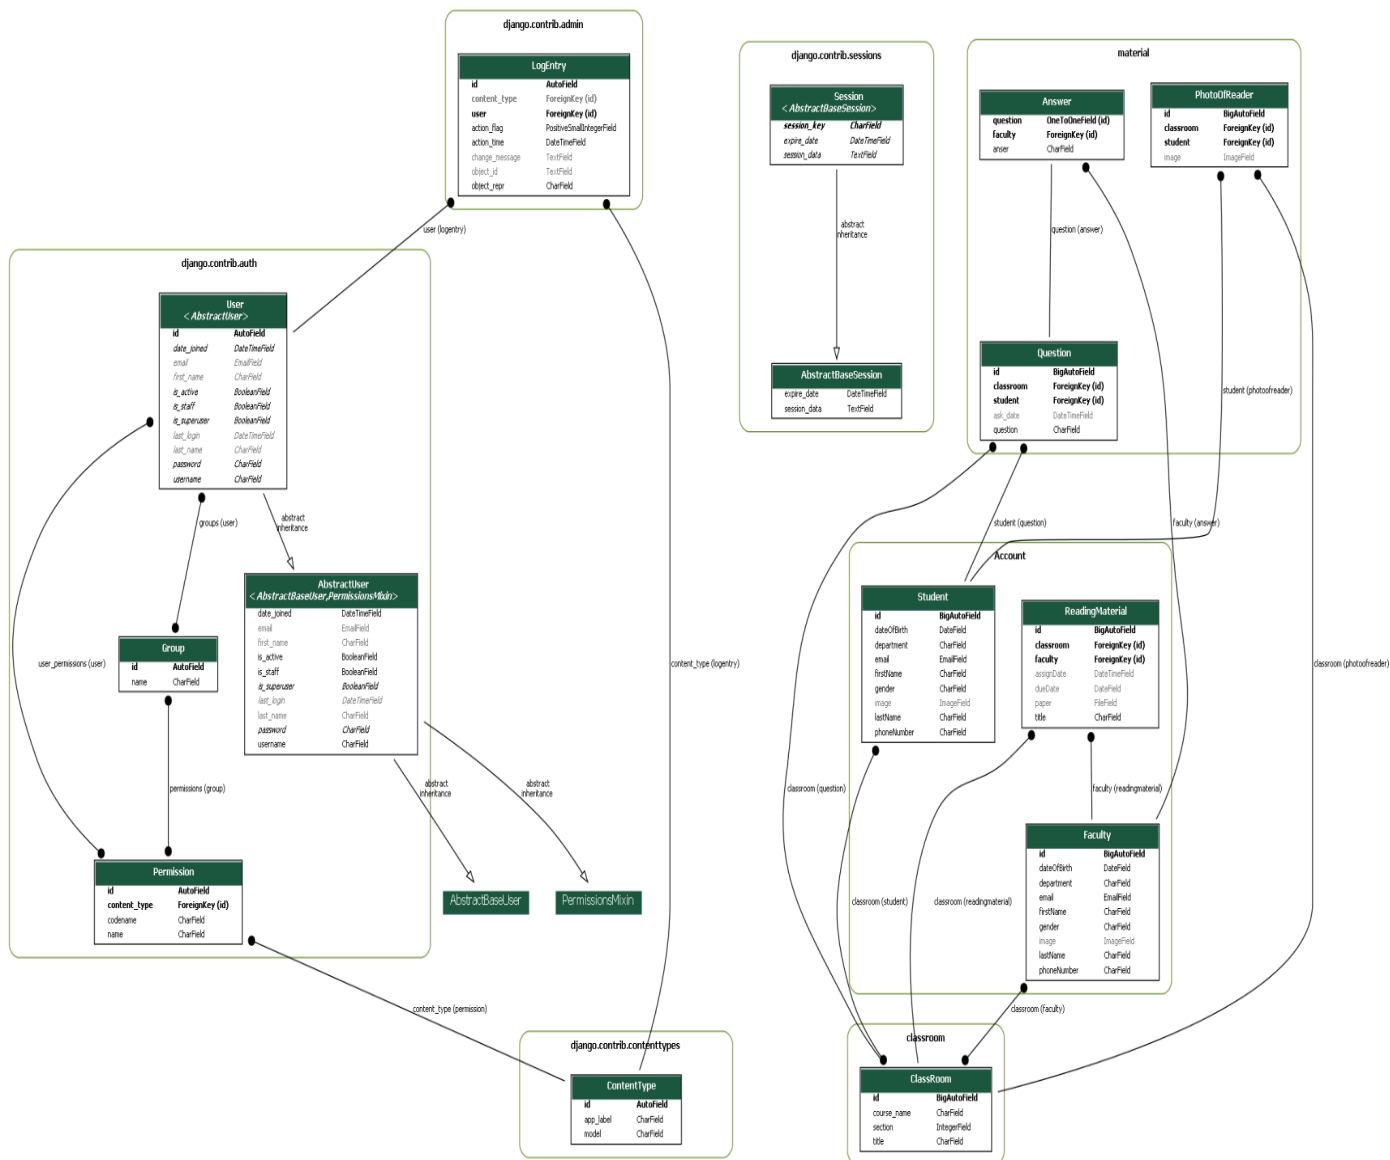 django.contrib.admin
LogEntry
id AutoField
content_type ForeignKey (id)
user ForeignKey (id)
action_flag PositiveSmallIntegerField
action_time DateTimeField
change_message TextField
object_id TextField
object_repr CharField
user (logentry)
content_type (logentry)
django.contrib.auth
User
<AbstractUser>
id AutoField
date_joined DateTimeField
email EmailField
first_name CharField
is_active BooleanField
is_staff BooleanField
is_superuser BooleanField
last_login DateTimeField
last_name CharField
password CharField
username CharField
groups (user)
abstract
inheritance
user_permissions (user)
AbstractUser
<AbstractBaseUser,PermissionsMixin>
date_joined DateTimeField
email EmailField
first_name CharField
is_active BooleanField
is_staff BooleanField
is_superuser BooleanField
last_login DateTimeField
last_name CharField
password CharField
username CharField
Group
id AutoField
name CharField
permissions (group)
abstract
inheritance
abstract
inheritance
Permission
id AutoField
content_type ForeignKey (id)
codename CharField
name CharField
AbstractBaseUser
PermissionsMixin
content_type (permission)
django.contrib.contenttypes
ContentType
id AutoField
app_label CharField
model CharField
django.contrib.sessions
Session
<AbstractBaseSession>
session_key CharField
expire_date DateTimeField
session_data TextField
abstract
inheritance
AbstractBaseSession
expire_date DateTimeField
session_data TextField
material
Answer
question OneToOneField (id)
faculty ForeignKey (id)
anser CharField
PhotoOfReader
id BigAutoField
classroom ForeignKey (id)
student ForeignKey (id)
image ImageField
question (answer)
Question
id BigAutoField
classroom ForeignKey (id)
student ForeignKey (id)
ask_date DateTimeField
question CharField
student (photoofreader)
student (question)
faculty (answer)
classroom (photoofreader)
classroom (question)
Account
Student
id BigAutoField
dateOfBirth DateField
department CharField
email EmailField
firstName CharField
gender CharField
image ImageField
lastName CharField
phoneNumber CharField
ReadingMaterial
id BigAutoField
classroom ForeignKey (id)
faculty ForeignKey (id)
assignDate DateTimeField
dueDate DateField
paper FileField
title CharField
faculty (readingmaterial)
classroom (student)
classroom (readingmaterial)
Faculty
id BigAutoField
dateOfBirth DateField
department CharField
email EmailField
firstName CharField
gender CharField
image ImageField
lastName CharField
phoneNumber CharField
classroom (faculty)
classroom
ClassRoom
id BigAutoField
course_name CharField
section IntegerField
title CharField